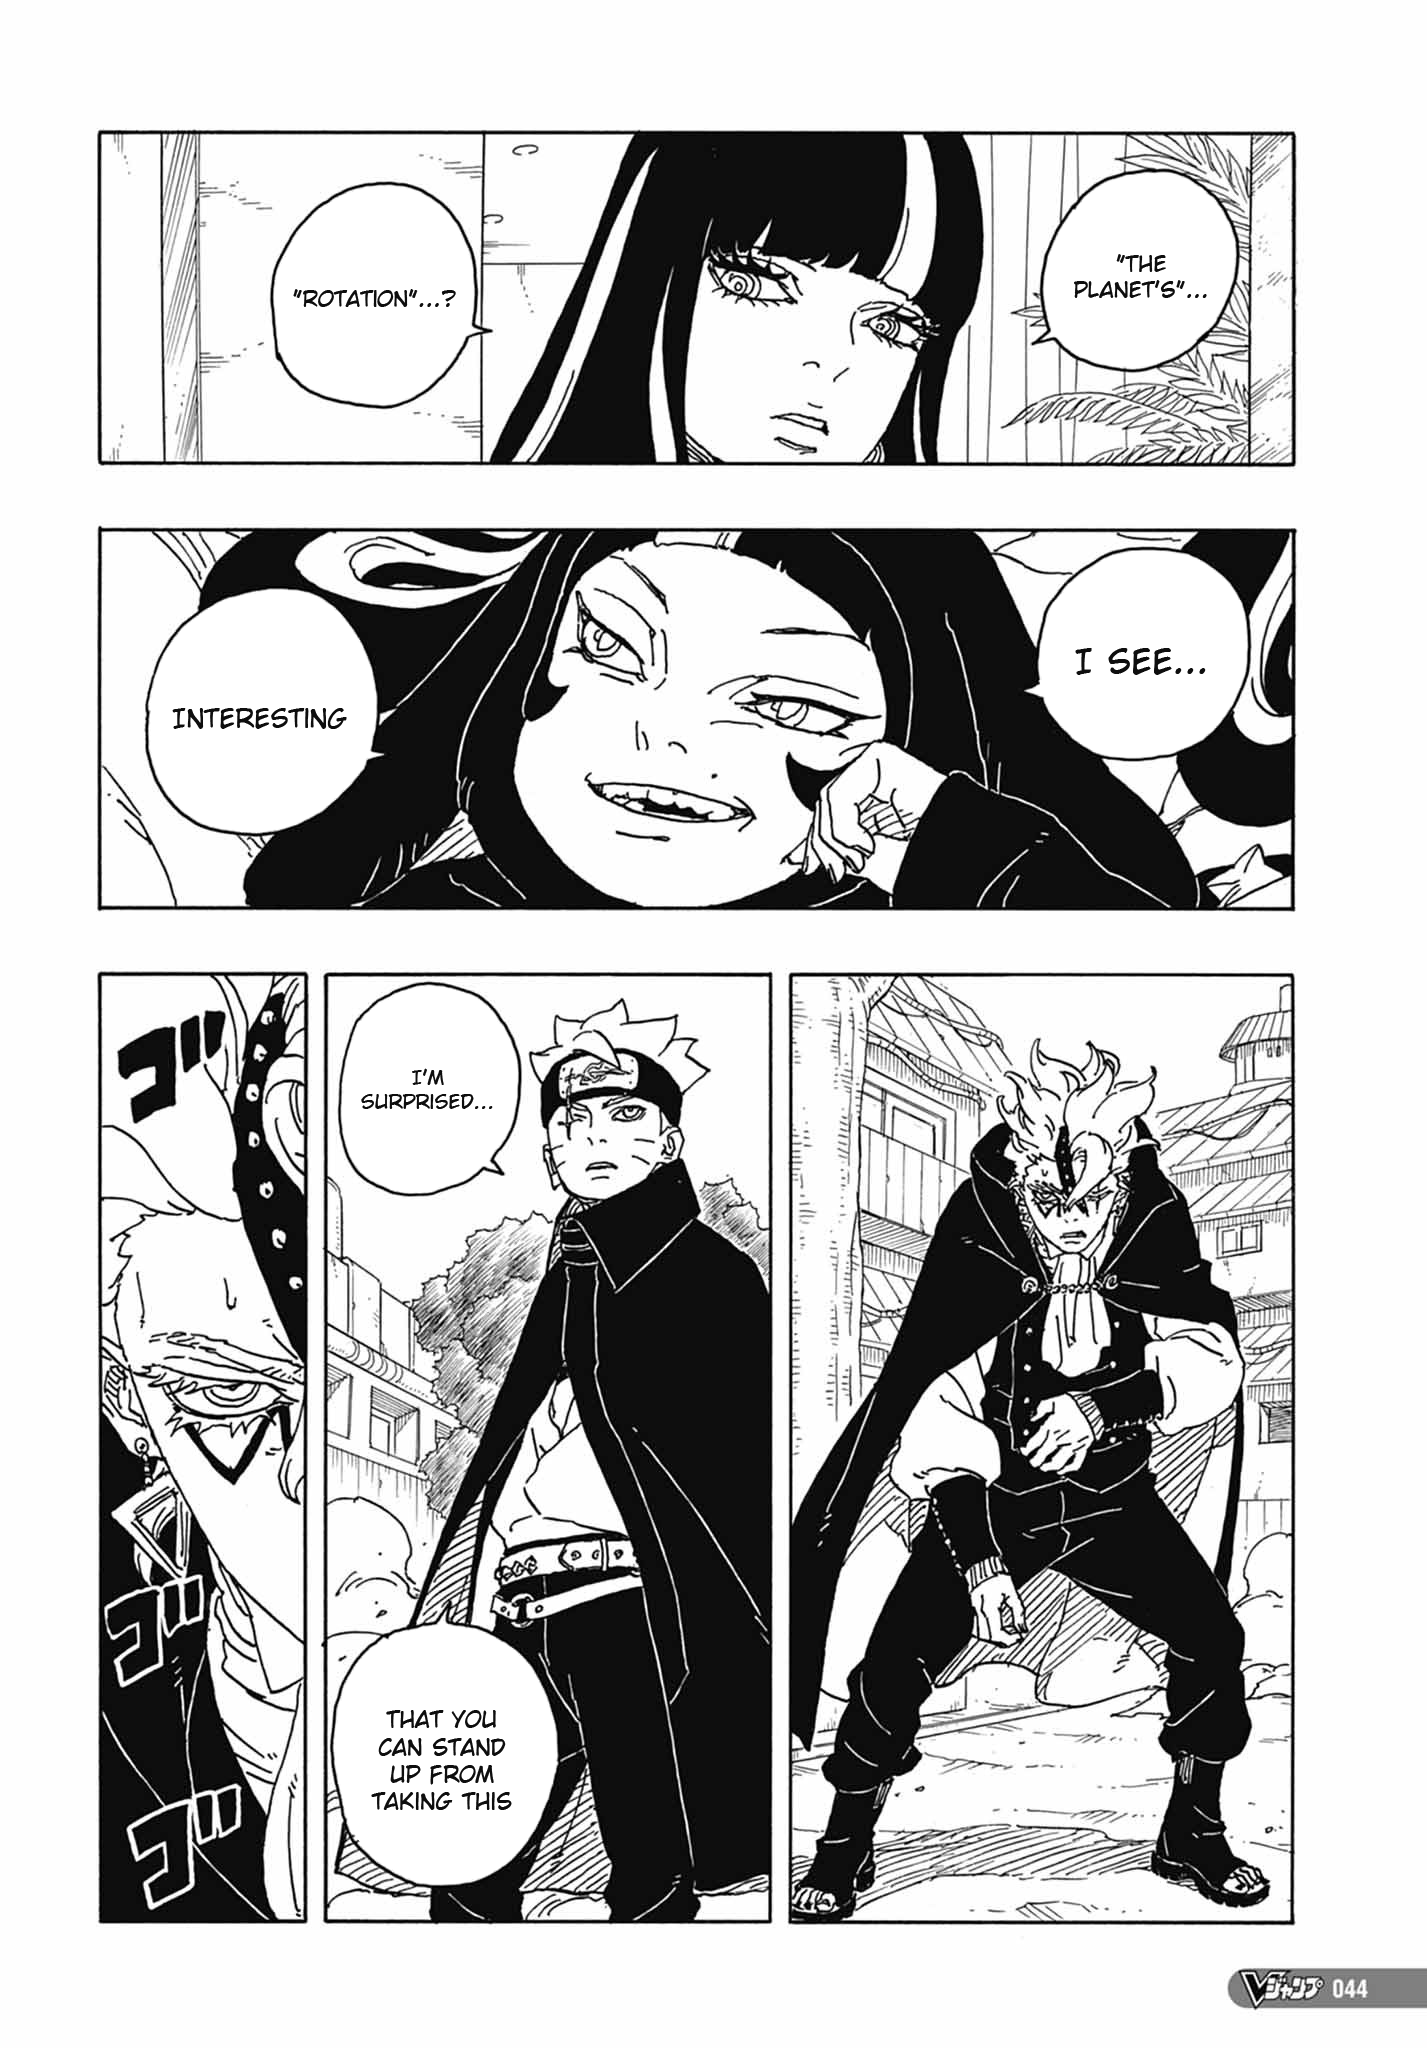 "THE
PLANET'S"...
"ROTATION"...?
I SEE...
INTERESTING
I'M
SURPRISED...
THAT YOU
CAN STAND
UP FROM
TAKING THIS
ゴ
ゴ
ゴ
Vジャンプ 044